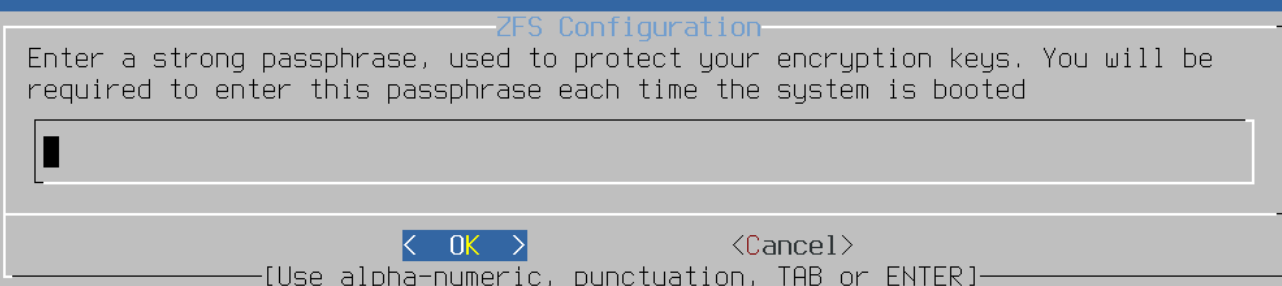 ZFS Configuration
Enter a strong passphrase, used to protect your encryption keys. You will be
required to enter this passphrase each time the system is booted
< OK > <Cancel>
[Use alpha-numeric, punctuation, TAB or ENTER]